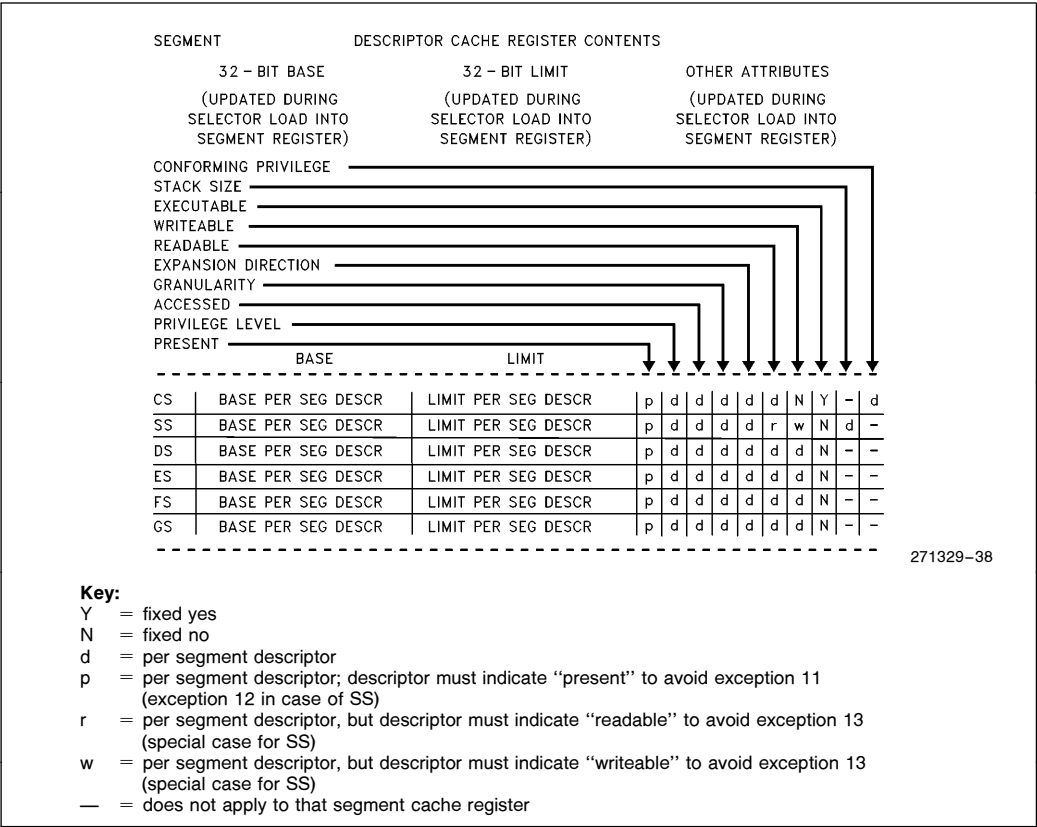 SEGMENT DESCRIPTOR CACHE REGISTER CONTENTS
32 – BIT BASE 32 – BIT LIMIT OTHER ATTRIBUTES
(UPDATED DURING (UPDATED DURING (UPDATED DURING
SELECTOR LOAD INTO SELECTOR LOAD INTO SELECTOR LOAD INTO
SEGMENT REGISTER) SEGMENT REGISTER) SEGMENT REGISTER)
CONFORMING PRIVILEGE
STACK SIZE
EXECUTABLE
WRITEABLE
READABLE
EXPANSION DIRECTION
GRANULARITY
ACCESSED
PRIVILEGE LEVEL
PRESENT
BASE LIMIT
CS BASE PER SEG DESCR LIMIT PER SEG DESCR p d d d d d N Y – d
SS BASE PER SEG DESCR LIMIT PER SEG DESCR p d d d d r w N d –
DS BASE PER SEG DESCR LIMIT PER SEG DESCR p d d d d d d N – –
ES BASE PER SEG DESCR LIMIT PER SEG DESCR p d d d d d d N – –
FS BASE PER SEG DESCR LIMIT PER SEG DESCR p d d d d d d N – –
GS BASE PER SEG DESCR LIMIT PER SEG DESCR p d d d d d d N – –
271329–38
Key:
Y = fixed yes
N = fixed no
d = per segment descriptor
p = per segment descriptor; descriptor must indicate ''present'' to avoid exception 11
(exception 12 in case of SS)
r = per segment descriptor, but descriptor must indicate ''readable'' to avoid exception 13
(special case for SS)
w = per segment descriptor, but descriptor must indicate ''writeable'' to avoid exception 13
(special case for SS)
— = does not apply to that segment cache register